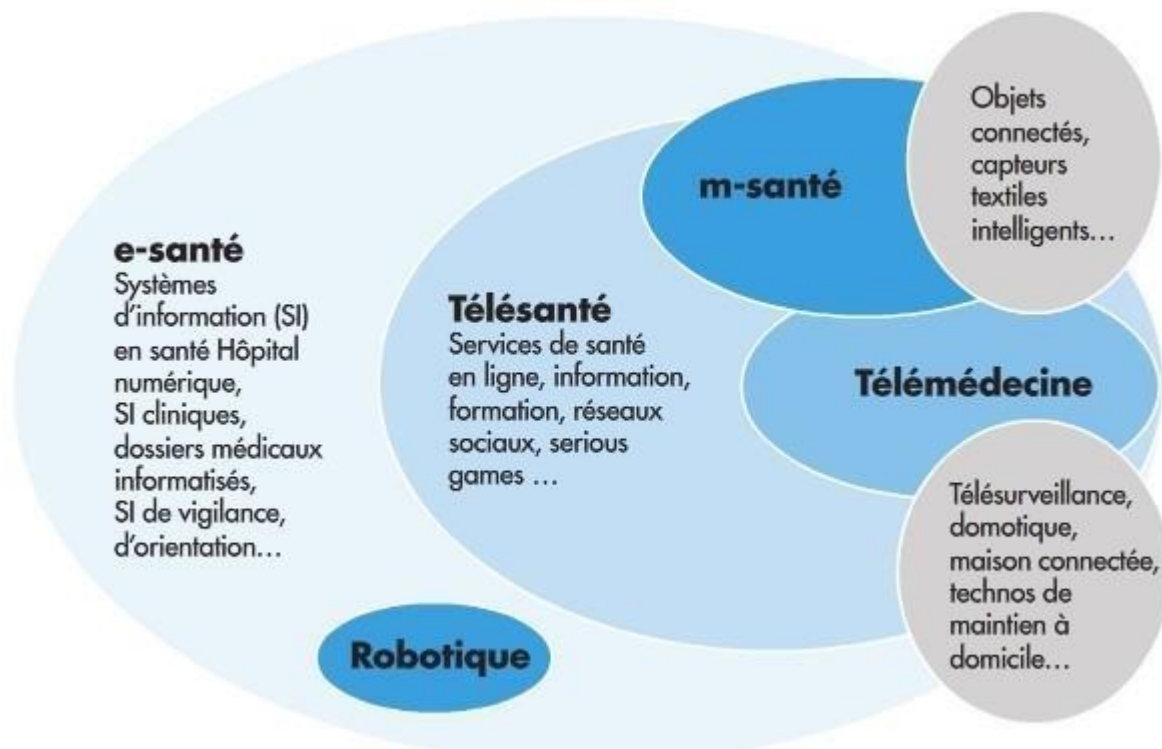 e-santé
Systèmes
d'information (SI)
en santé Hôpital
numérique,
SI cliniques,
dossiers médicaux
informatisés,
SI de vigilance,
d'orientation…
Télésanté
Services de santé
en ligne, information,
formation, réseaux
sociaux, serious
games …
m-santé
Objets
connectés,
capteurs
textiles
intelligents…
Télémédecine
Télésurveillance,
domotique,
maison connectée,
technos de
maintien à
domicile…
Robotique